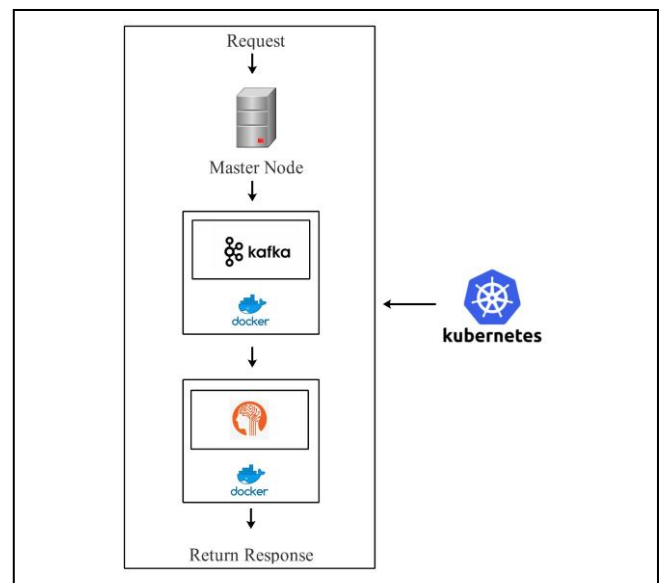 Request
Master Node
kafka
docker
kubernetes
docker
Return Response